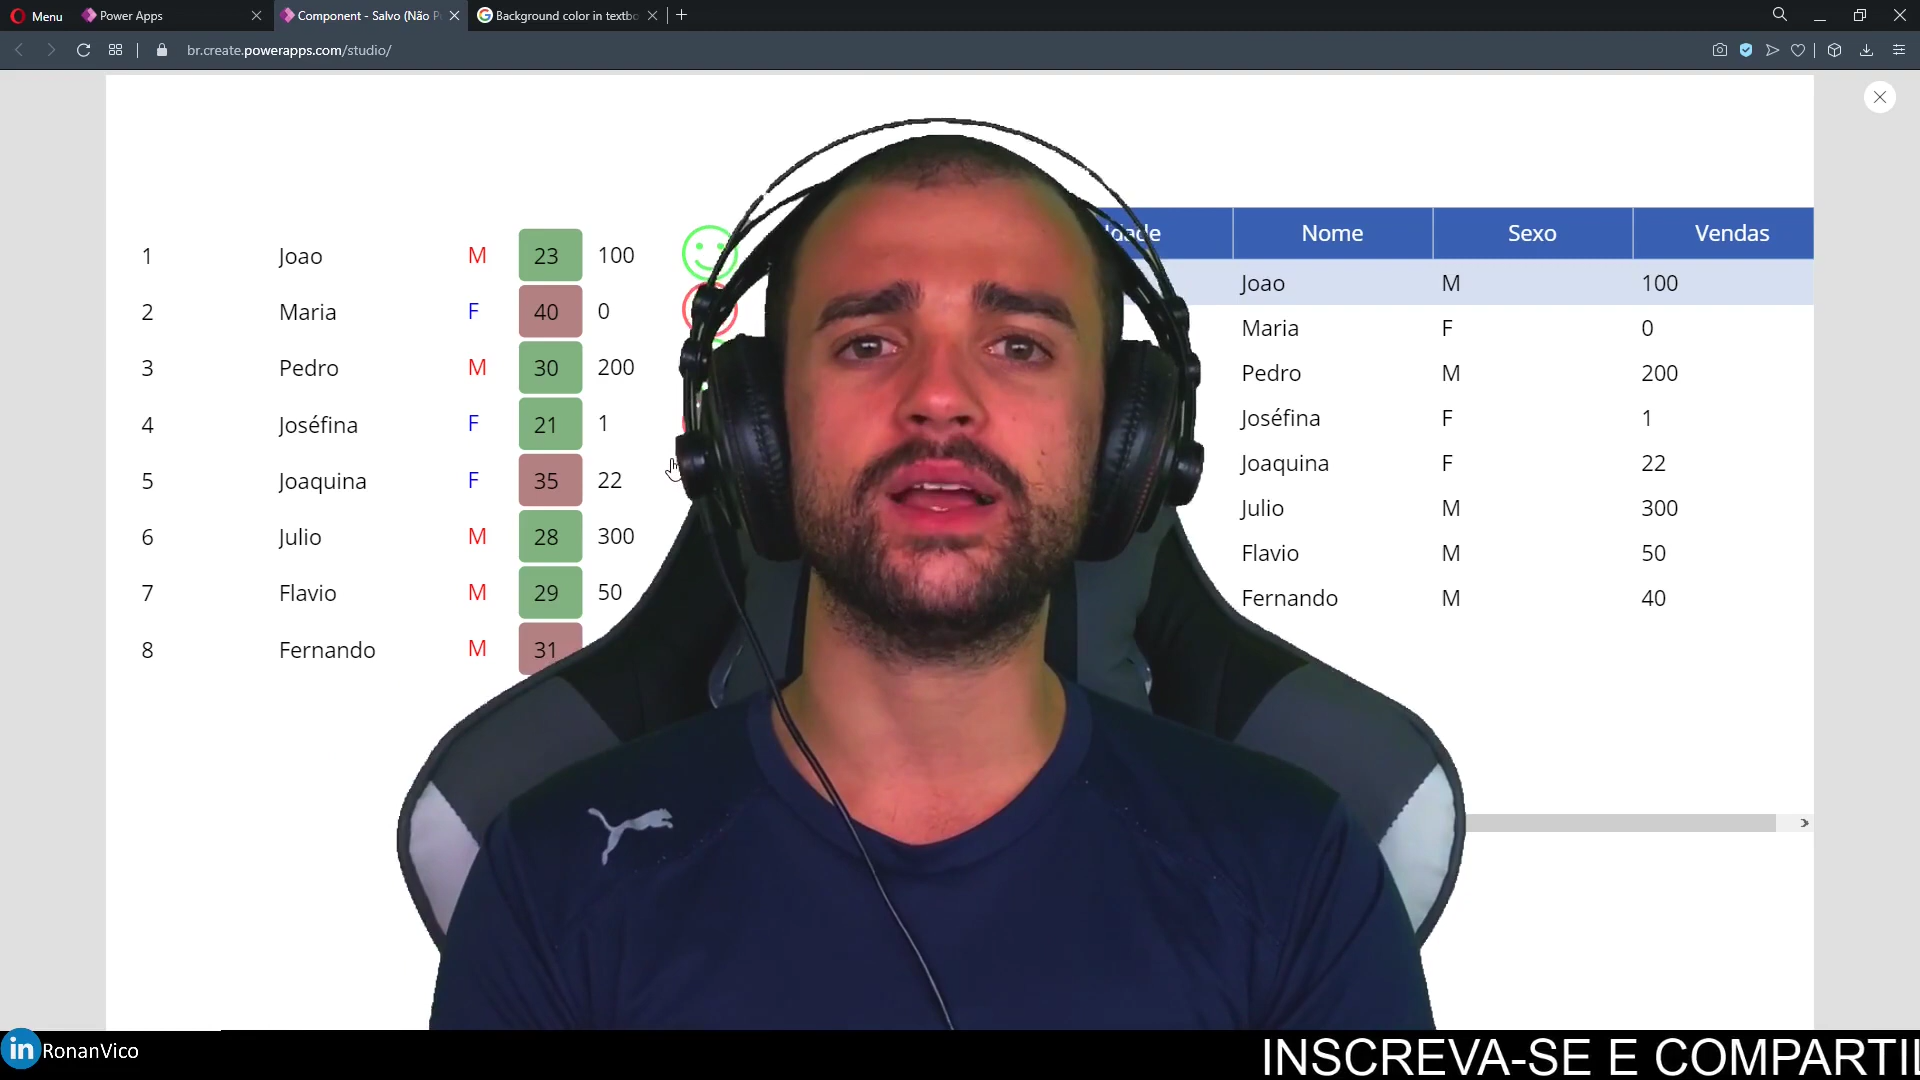 Menu
Power Apps
Component - Salvo (Não P
Background color in textbo
br.create.powerapps.com/studio/
Idade Nome Sexo Vendas
1 Joao M 23 100
2 Maria F 40 0
3 Pedro M 30 200
4 Joséfina F 21 1
5 Joaquina F 35 22
6 Julio M 28 300
7 Flavio M 29 50
8 Fernando M 31
Joao M 100
Maria F 0
Pedro M 200
Joséfina F 1
Joaquina F 22
Julio M 300
Flavio M 50
Fernando M 40
in RonanVico
INSCREVA-SE E COMPARTIL